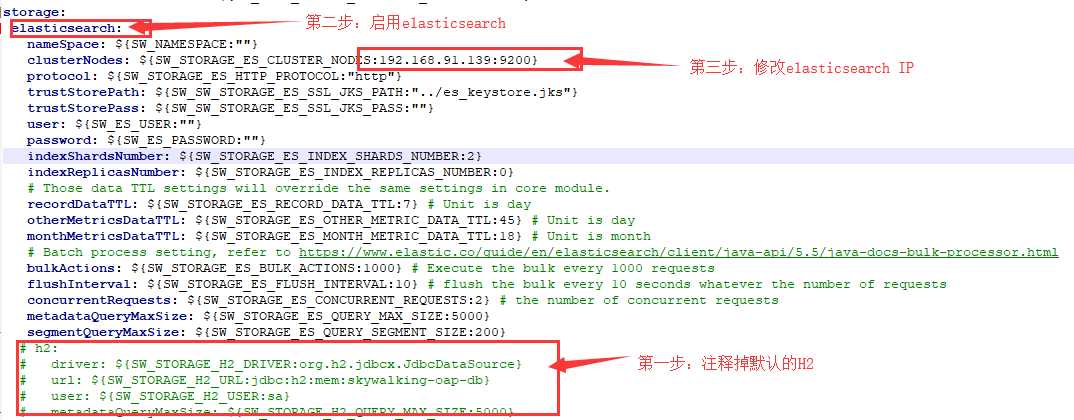 storage:
elasticsearch:
第二步：启用elasticsearch
nameSpace: ${SW_NAMESPACE:""}
clusterNodes: ${SW_STORAGE_ES_CLUSTER_NODES:192.168.91.139:9200}
第三步：修改elasticsearch IP
protocol: ${SW_STORAGE_ES_HTTP_PROTOCOL:"http"}
trustStorePath: ${SW_SW_STORAGE_ES_SSL_JKS_PATH:"../es_keystore.jks"}
trustStorePass: ${SW_SW_STORAGE_ES_SSL_JKS_PASS:""}
user: ${SW_ES_USER:""}
password: ${SW_ES_PASSWORD:""}
indexShardsNumber: ${SW_STORAGE_ES_INDEX_SHARDS_NUMBER:2}
indexReplicasNumber: ${SW_STORAGE_ES_INDEX_REPLICAS_NUMBER:0}
# Those data TTL settings will override the same settings in core module.
recordDataTTL: ${SW_STORAGE_ES_RECORD_DATA_TTL:7} # Unit is day
otherMetricsDataTTL: ${SW_STORAGE_ES_OTHER_METRIC_DATA_TTL:45} # Unit is day
monthMetricsDataTTL: ${SW_STORAGE_ES_MONTH_METRIC_DATA_TTL:18} # Unit is month
# Batch process setting, refer to https://www.elastic.co/guide/en/elasticsearch/client/java-api/5.5/java-docs-bulk-processor.html
bulkActions: ${SW_STORAGE_ES_BULK_ACTIONS:1000} # Execute the bulk every 1000 requests
flushInterval: ${SW_STORAGE_ES_FLUSH_INTERVAL:10} # flush the bulk every 10 seconds whatever the number of requests
concurrentRequests: ${SW_STORAGE_ES_CONCURRENT_REQUESTS:2} # the number of concurrent requests
metadataQueryMaxSize: ${SW_STORAGE_ES_QUERY_MAX_SIZE:5000}
segmentQueryMaxSize: ${SW_STORAGE_ES_QUERY_SEGMENT_SIZE:200}
# h2:
# driver: ${SW_STORAGE_H2_DRIVER:org.h2.jdbcx.JdbcDataSource}
第一步：注释掉默认的H2
# url: ${SW_STORAGE_H2_URL:jdbc:h2:mem:skywalking-oap-db}
# user: ${SW_STORAGE_H2_USER:sa}
# metadataQueryMaxSize: ${SW_STORAGE_H2_QUERY_MAX_SIZE:5000}